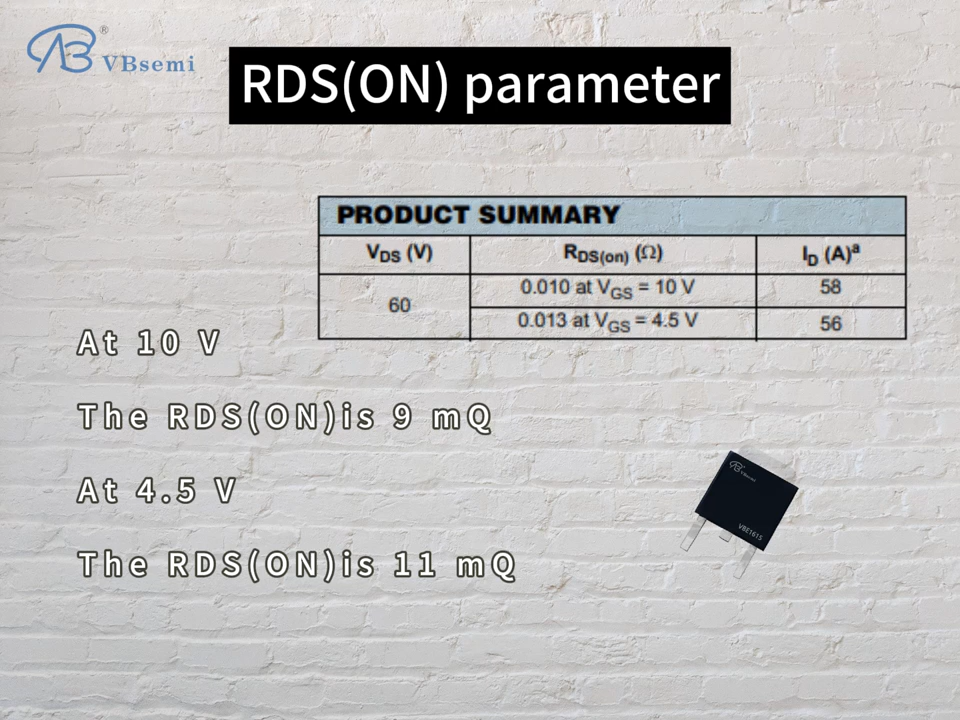 VBsemi®
RDS(ON) parameter
PRODUCT SUMMARY
VDS (V) RDS(on) (Ω) ID (A)a
60 0.010 at VGS = 10 V 58
0.013 at VGS = 4.5 V 56
At 10 V
The RDS(ON)is 9 mQ
At 4.5 V
The RDS(ON)is 11 mQ
VBsemi
VBE1615